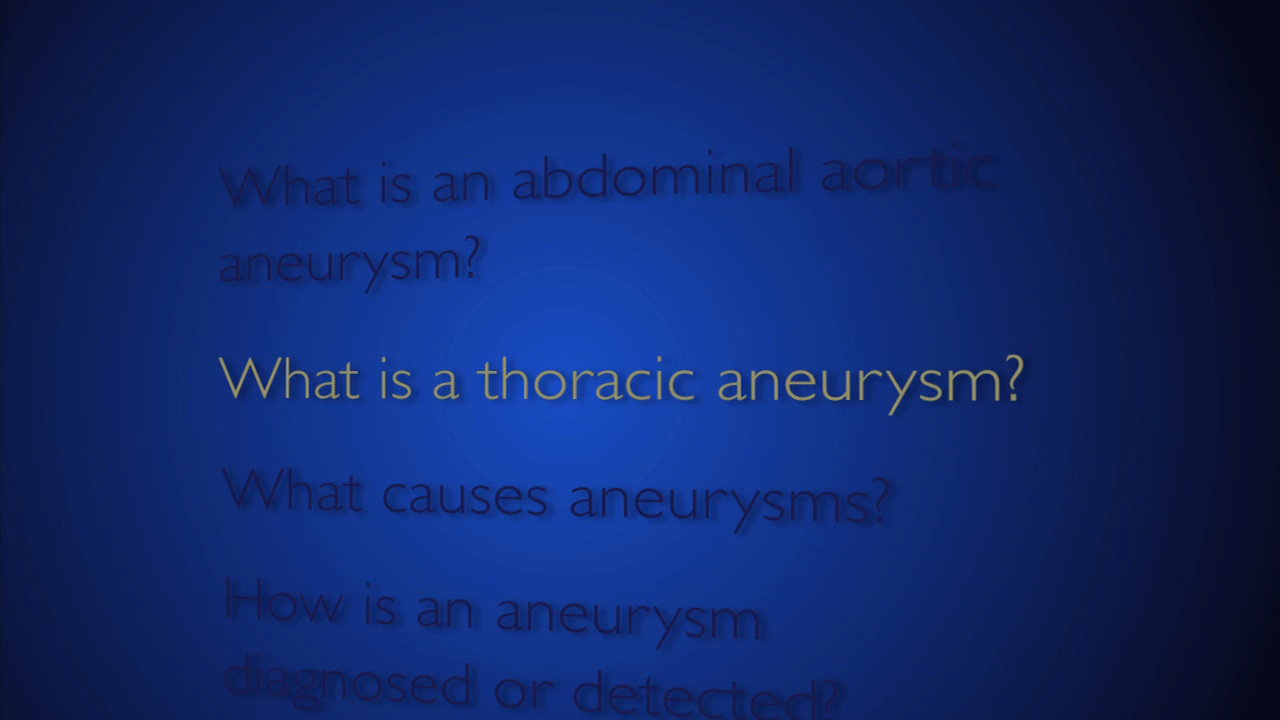 What is an abdominal aortic
aneurysm?
What is a thoracic aneurysm?
What causes aneurysms?
How is an aneurysm
diagnosed or detected?